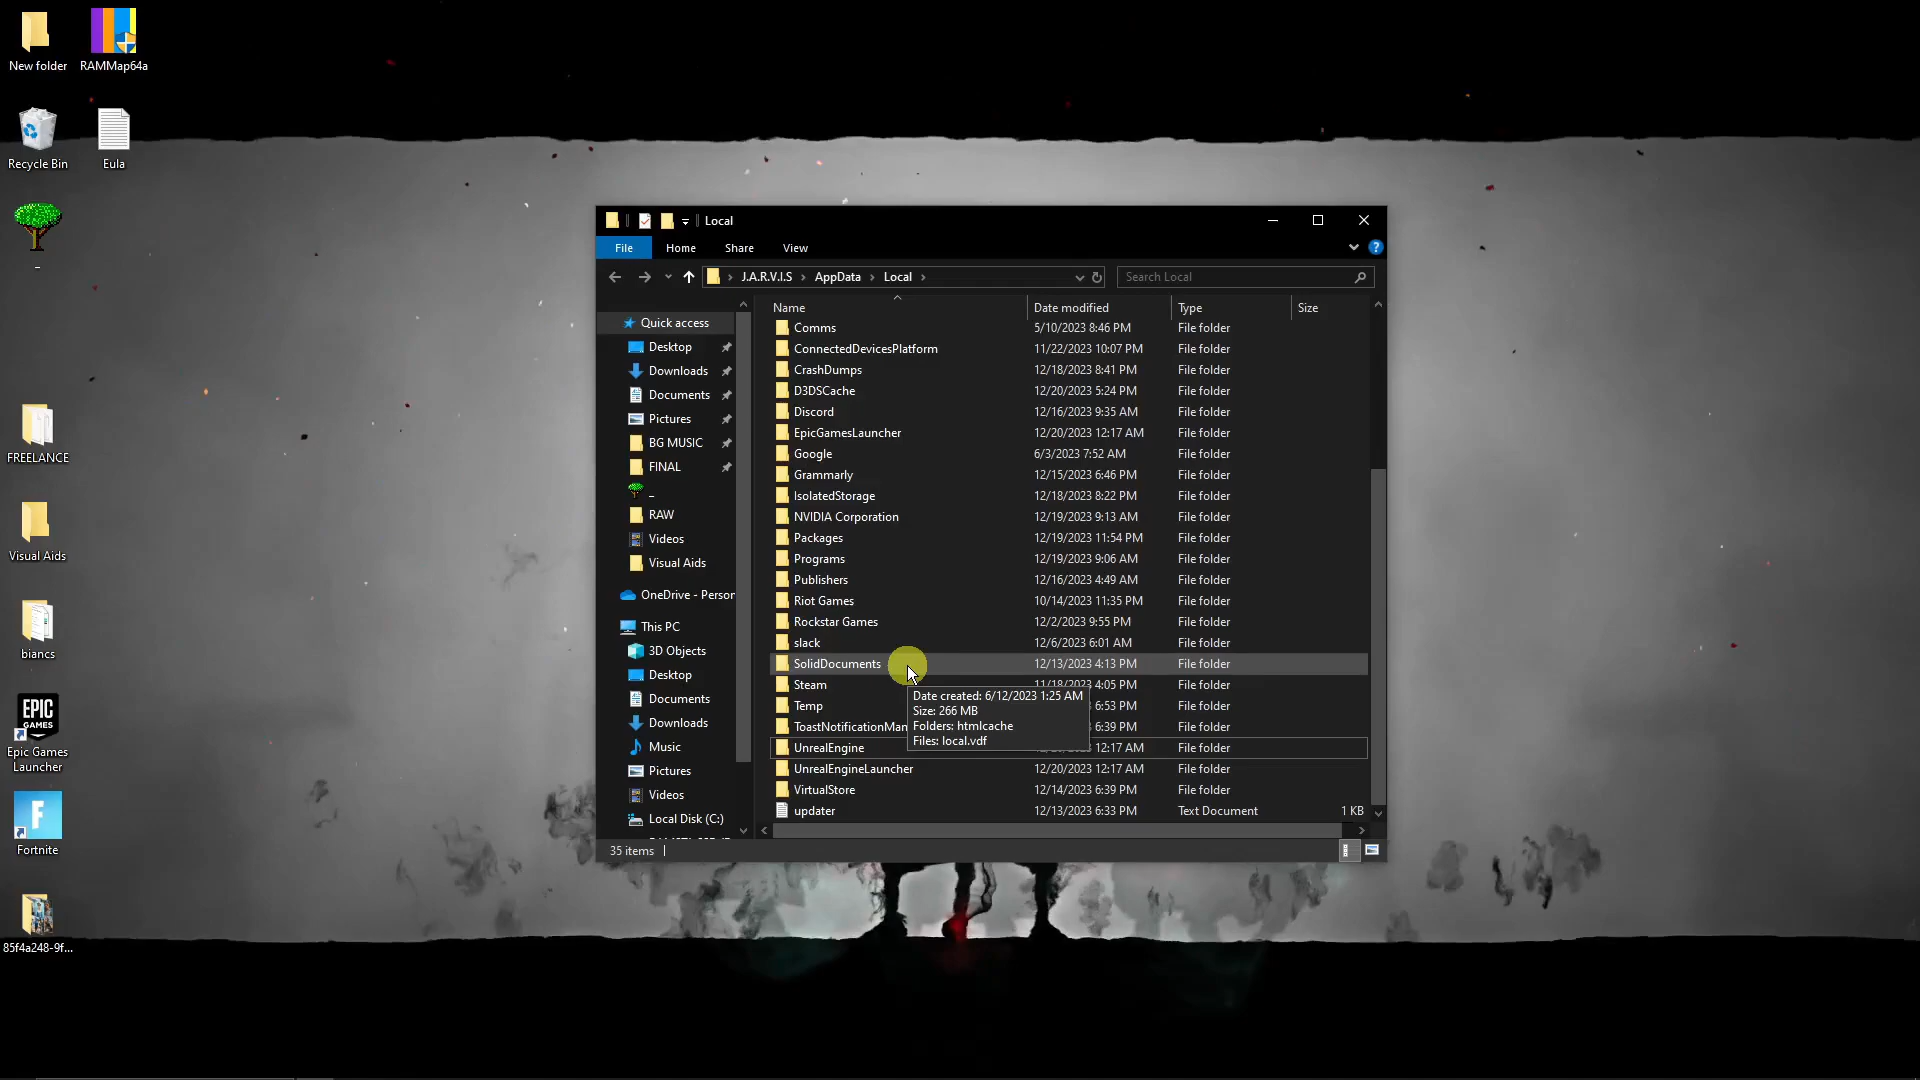 New folder
RAMMap64a
Recycle Bin
Eula
_
FREELANCE
Visual Aids
biancs
EPIC
GAMES
Epic Games
Launcher
Fortnite
85f4a248-9f...
Local
File
Home
Share
View
J.A.R.V.I.S
AppData
Local
Search Local
Quick access
Desktop
Downloads
Documents
Pictures
BG MUSIC
FINAL
_
RAW
Videos
Visual Aids
OneDrive - Person
This PC
3D Objects
Desktop
Documents
Downloads
Music
Pictures
Videos
Local Disk (C:)
Name Date modified Type Size
Comms 5/10/2023 8:46 PM File folder
ConnectedDevicesPlatform 11/22/2023 10:07 PM File folder
CrashDumps 12/18/2023 8:41 PM File folder
D3DSCache 12/20/2023 5:24 PM File folder
Discord 12/16/2023 9:35 AM File folder
EpicGamesLauncher 12/20/2023 12:17 AM File folder
Google 6/3/2023 7:52 AM File folder
Grammarly 12/15/2023 6:46 PM File folder
IsolatedStorage 12/18/2023 8:22 PM File folder
NVIDIA Corporation 12/19/2023 9:13 AM File folder
Packages 12/19/2023 11:54 PM File folder
Programs 12/19/2023 9:06 AM File folder
Publishers 12/16/2023 4:49 AM File folder
Riot Games 10/14/2023 11:35 PM File folder
Rockstar Games 12/2/2023 9:55 PM File folder
slack 12/6/2023 6:01 AM File folder
SolidDocuments 12/13/2023 4:13 PM File folder
Steam 11/18/2023 4:05 PM File folder
Temp 6:53 PM File folder
ToastNotificationMan 6:39 PM File folder
UnrealEngine 12:17 AM File folder
UnrealEngineLauncher 12/20/2023 12:17 AM File folder
VirtualStore 12/14/2023 6:39 PM File folder
updater 12/13/2023 6:33 PM Text Document 1 KB
Date created: 6/12/2023 1:25 AM
Size: 266 MB
Folders: htmlcache
Files: local.vdf
35 items